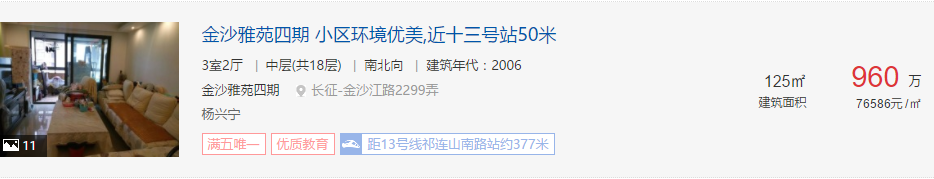 金沙雅苑四期 小区环境优美,近十三号站50米
3室2厅 | 中层(共18层) | 南北向 | 建筑年代：2006
金沙雅苑四期 长征-金沙江路2299弄
杨兴宁
满五唯一 优质教育 距13号线祁连山南路站约377米
11
125㎡
建筑面积
960 万
76586元/㎡